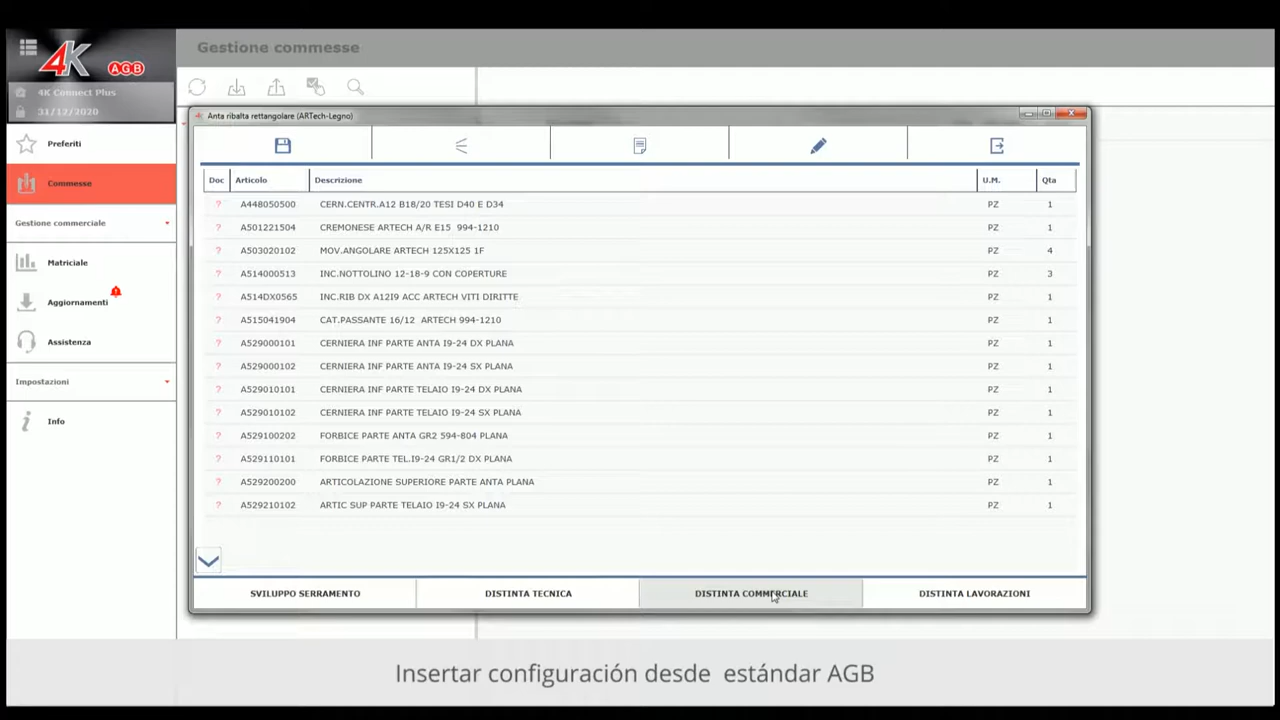 4K AGB
4K Connect Plus
31/12/2020
Preferiti
Commesse
Gestione commerciale
Matriciale
Aggiornamenti
Assistenza
Impostazioni
Info
Gestione commesse
Anta ribalta rettangolare (ARTech-Legno)
Doc Articolo Descrizione U.M. Qta
? A448050500 CERN.CENTR.A12 B18/20 TESI D40 E D34 PZ 1
? A501221504 CREMONESE ARTECH A/R E15 994-1210 PZ 1
? A503020102 MOV.ANGOLARE ARTECH 125X125 1F PZ 4
? A514000513 INC.NOTTOLINO 12-18-9 CON COPERTURE PZ 3
? A514DX0565 INC.RIB DX A12I9 ACC ARTECH VITI DIRITTE PZ 1
? A515041904 CAT.PASSANTE 16/12 ARTECH 994-1210 PZ 1
? A529000101 CERNIERA INF PARTE ANTA I9-24 DX PLANA PZ 1
? A529000102 CERNIERA INF PARTE ANTA I9-24 SX PLANA PZ 1
? A529010101 CERNIERA INF PARTE TELAIO I9-24 DX PLANA PZ 1
? A529010102 CERNIERA INF PARTE TELAIO I9-24 SX PLANA PZ 1
? A529100202 FORBICE PARTE ANTA GR2 594-804 PLANA PZ 1
? A529110101 FORBICE PARTE TEL.I9-24 GR1/2 DX PLANA PZ 1
? A529200200 ARTICOLAZIONE SUPERIORE PARTE ANTA PLANA PZ 1
? A529210102 ARTIC SUP PARTE TELAIO I9-24 SX PLANA PZ 1
SVILUPPO SERRAMENTO DISTINTA TECNICA DISTINTA COMMERCIALE DISTINTA LAVORAZIONI
Insertar configuración desde estándar AGB